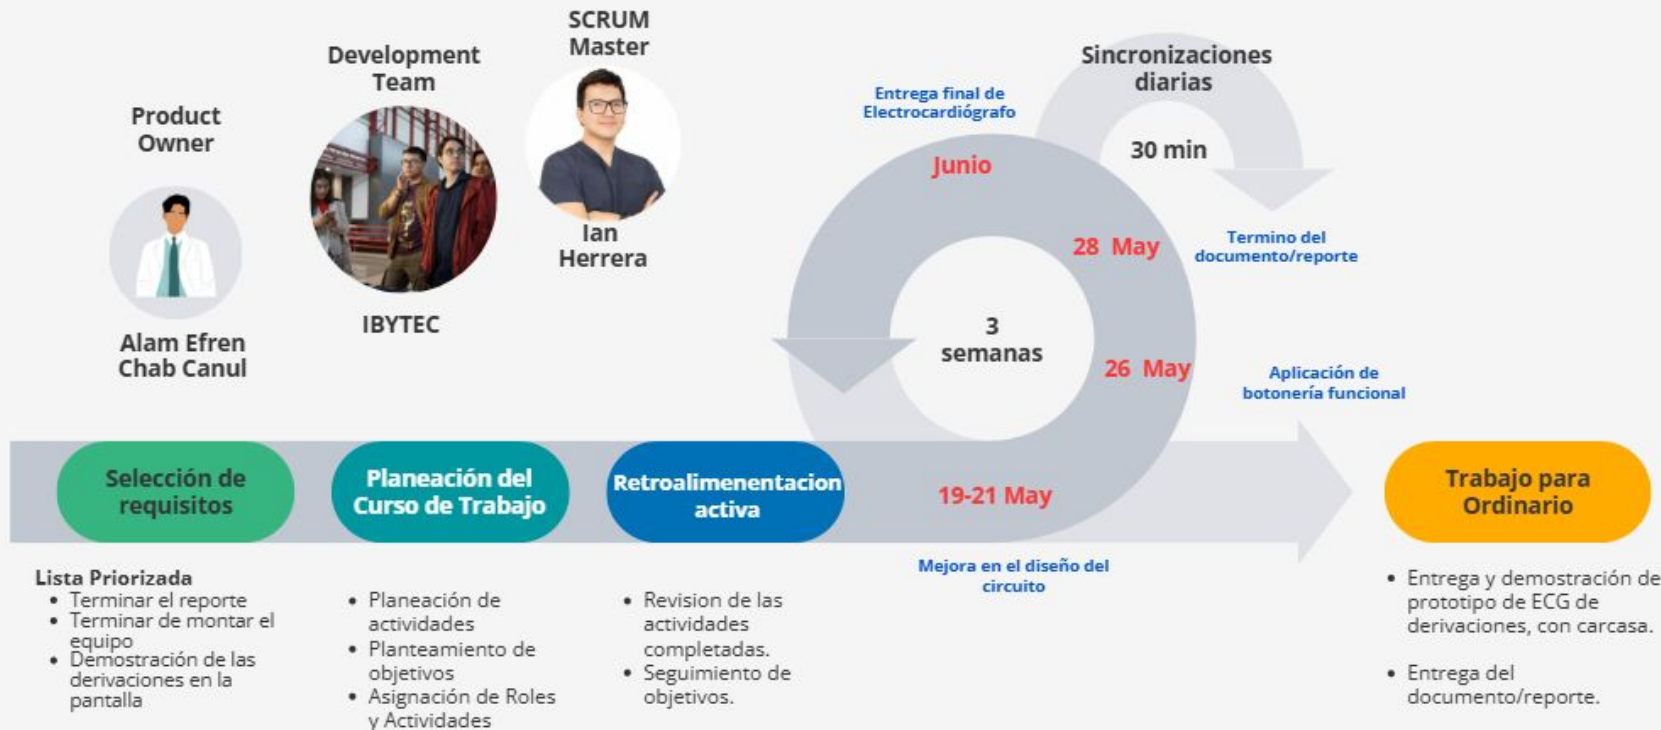 Product
Owner
Alam Efren
Chab Canul
Development
Team
IBYTEC
SCRUM
Master
Ian
Herrera
Sincronizaciones
diarias
30 min
Entrega final de
Electrocardiógrafo
Junio
28 May
Termino del
documento/reporte
3
semanas
26 May
Aplicación de
botonería funcional
19-21 May
Mejora en el diseño del
circuito
Selección de
requisitos
Planeación del
Curso de Trabajo
Retroalimenentacion
activa
Trabajo para
Ordinario
Lista Priorizada
• Terminar el reporte
• Terminar de montar el
equipo
• Demostración de las
derivaciones en la
pantalla
• Planeación de
actividades
• Planteamiento de
objetivos
• Asignación de Roles
y Actividades
• Revision de las
actividades
completadas.
• Seguimiento de
objetivos.
• Entrega y demostración de
prototipo de ECG de
derivaciones, con carcasa.
• Entrega del
documento/reporte.